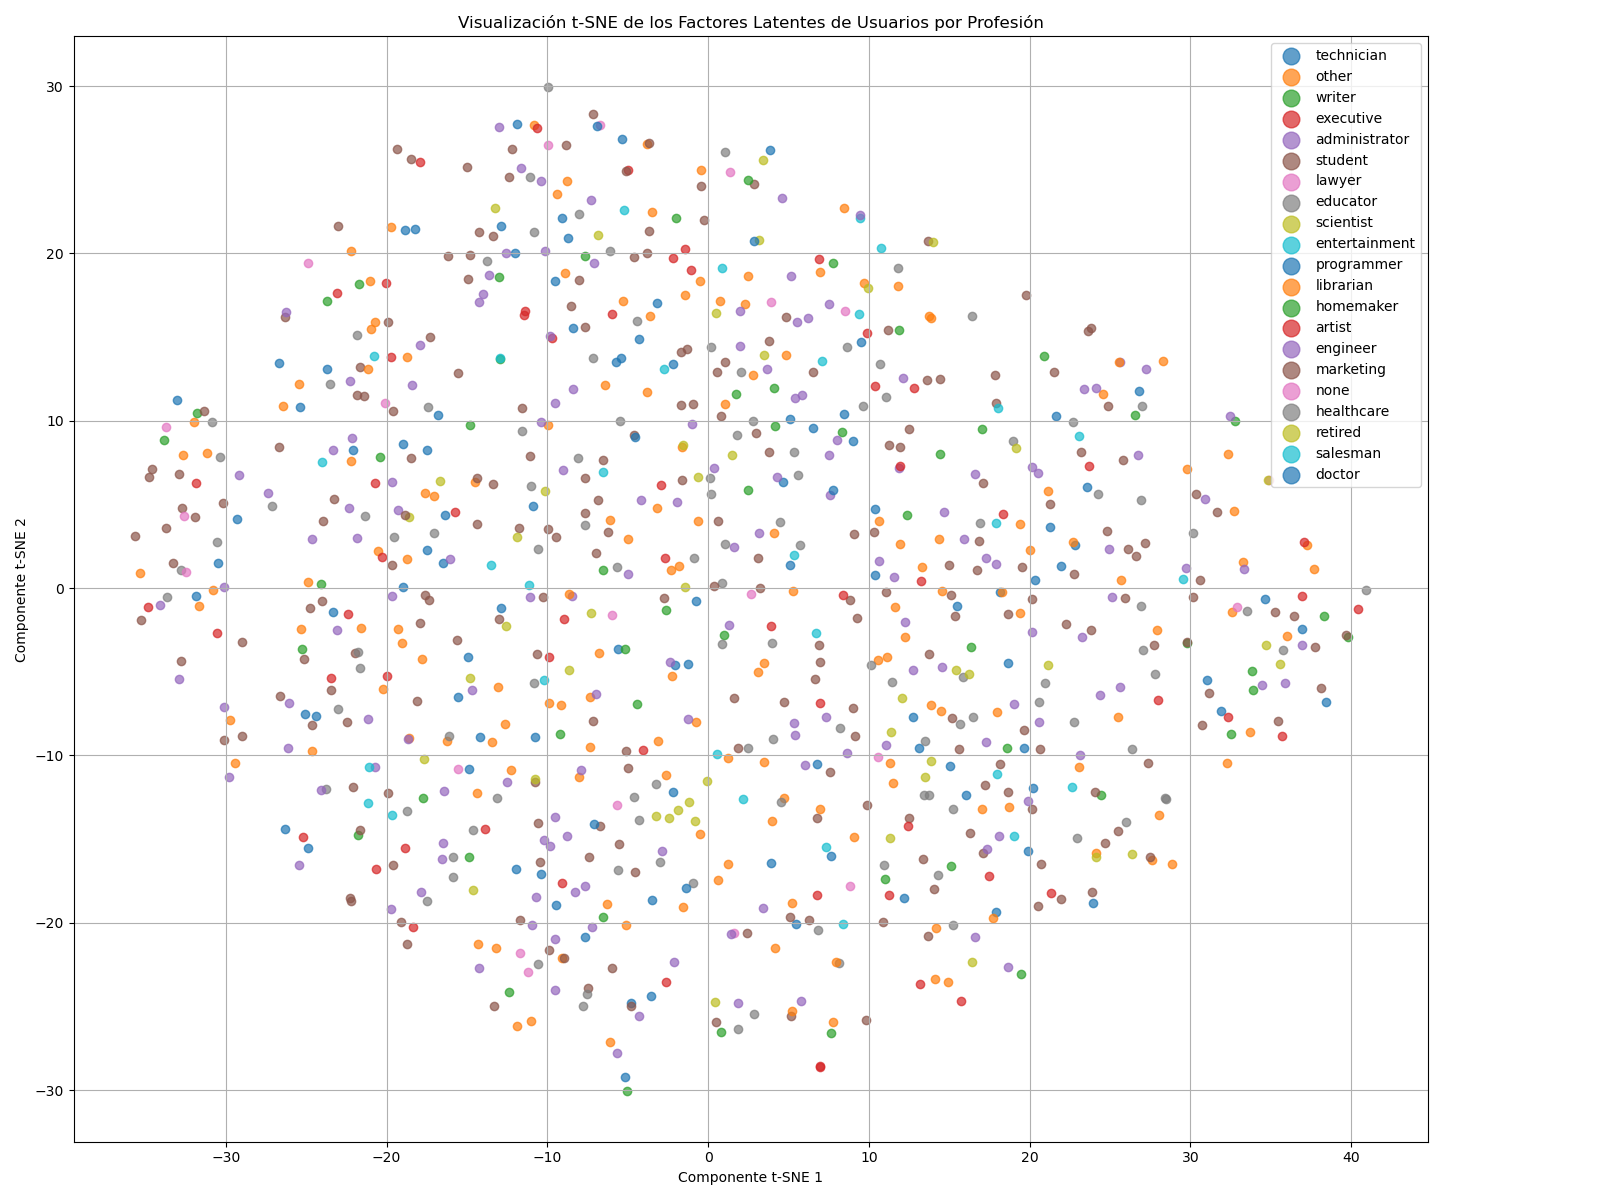 Visualización t-SNE de los Factores Latentes de Usuarios por Profesión
technician
other
writer
executive
administrator
student
lawyer
educator
scientist
entertainment
programmer
librarian
homemaker
artist
engineer
marketing
none
healthcare
retired
salesman
doctor
30
20
10
0
−10
−20
−30
Componente t-SNE 2
−30 −20 −10 0 10 20 30 40
Componente t-SNE 1